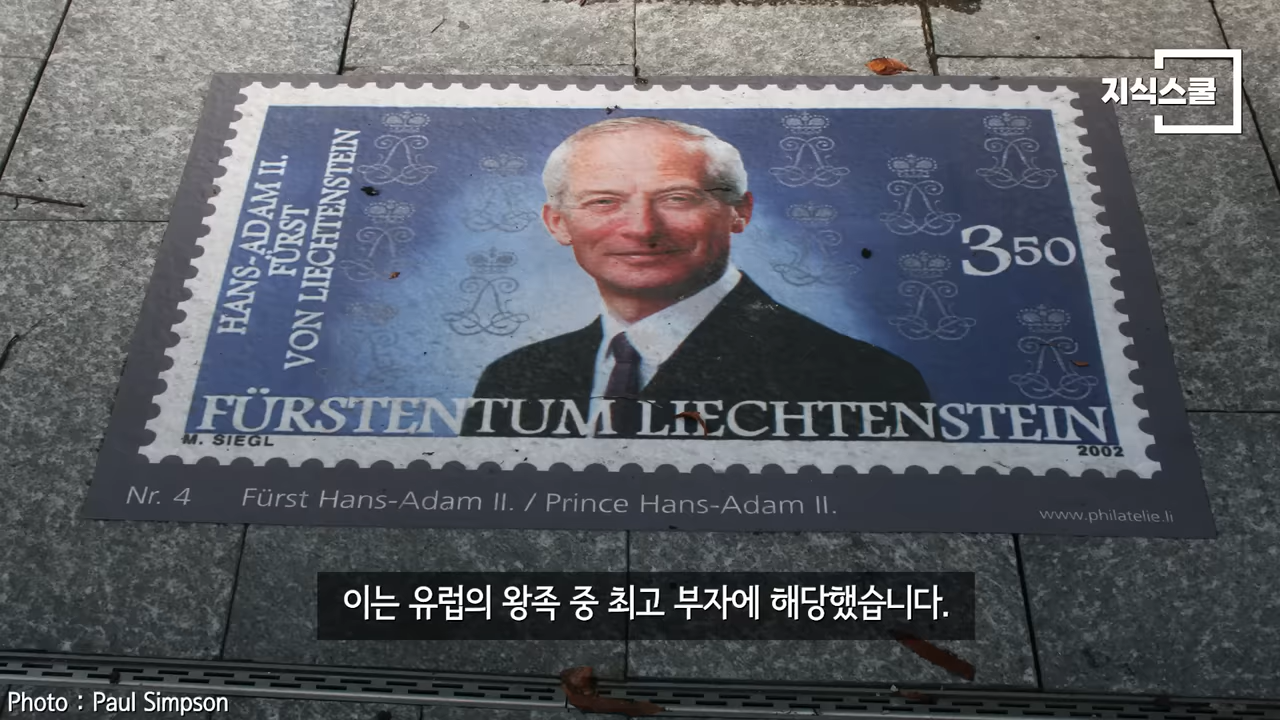 지식스쿨
HANS-ADAM II.
FÜRST
VON LIECHTENSTEIN
350
FÜRSTENTUM LIECHTENSTEIN
M. SIEGL
2002
Nr. 4
Fürst Hans-Adam II. / Prince Hans-Adam II.
www.philatelie.li
이는 유럽의 왕족 중 최고 부자에 해당했습니다.
Photo : Paul Simpson